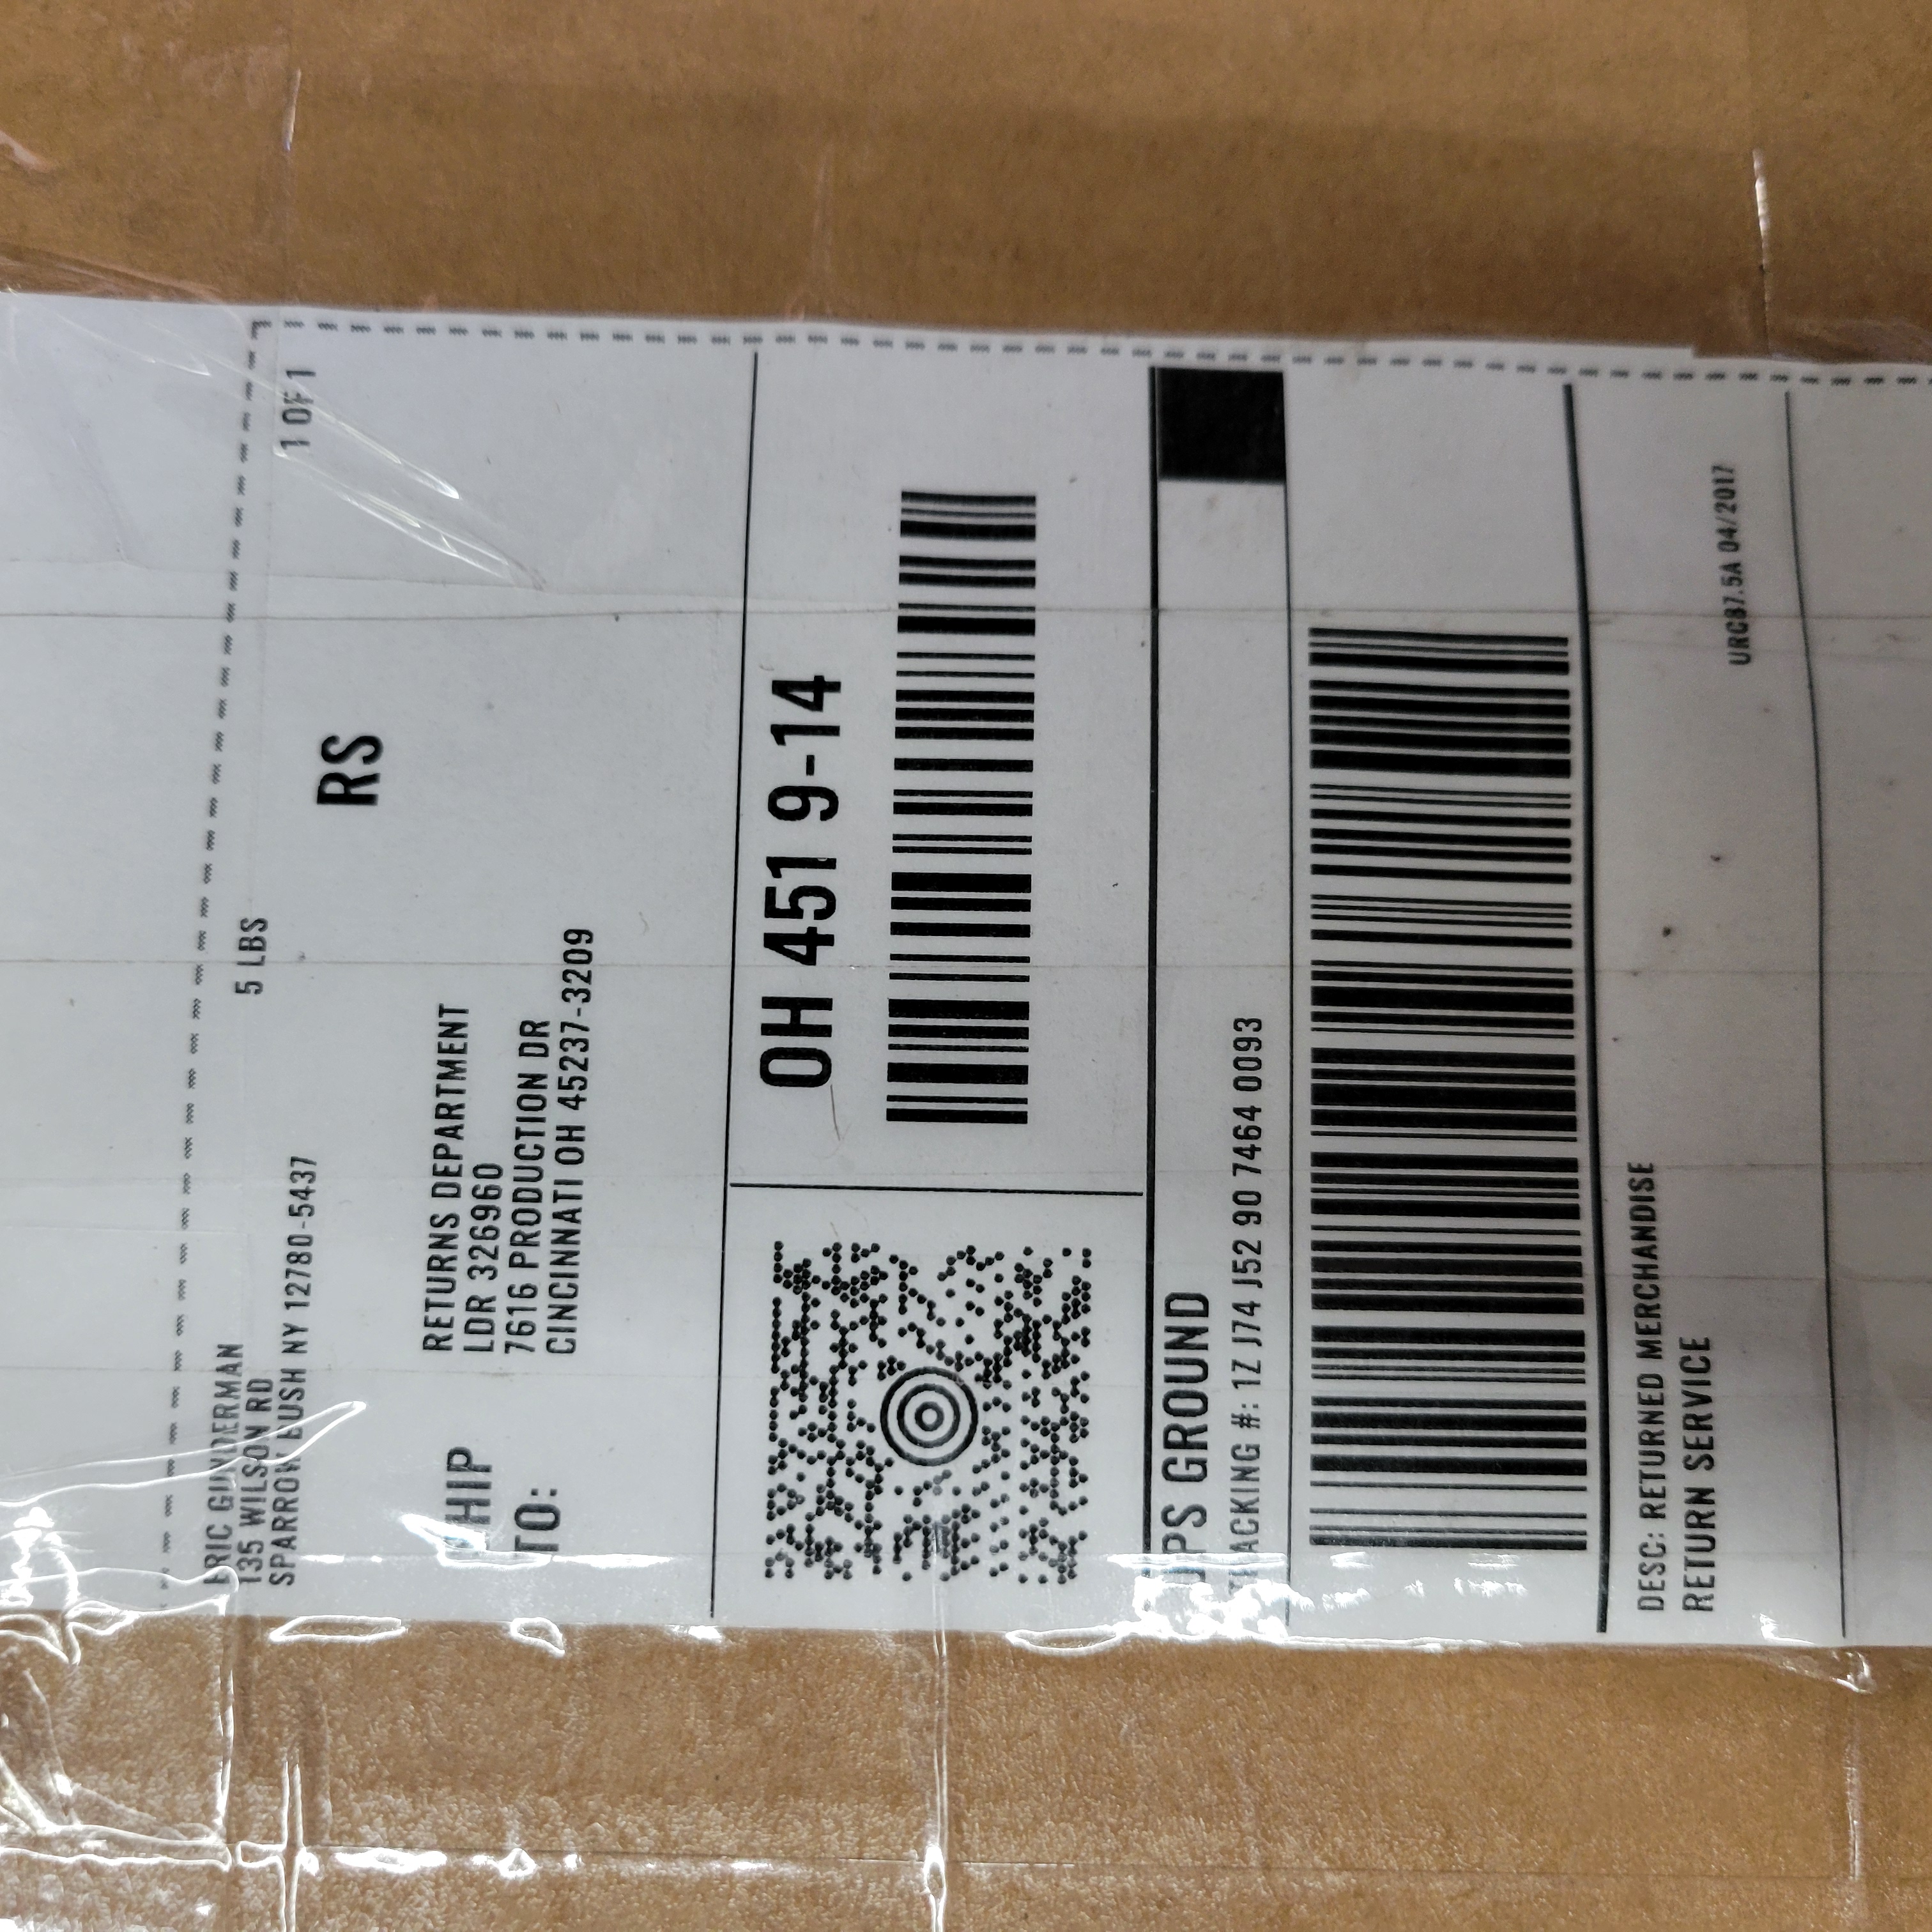 ERIC GUNDERMAN
135 WILSON RD
SPARROW BUSH NY 12780-5437
5 LBS
1 OF 1
RS
SHIP
TO:
RETURNS DEPARTMENT
LDR 326960
7616 PRODUCTION DR
CINCINNATI OH 45237-3209
OH 451 9-14
UPS GROUND
TRACKING #: 1Z J74 J52 90 7464 0093
DESC: RETURNED MERCHANDISE
RETURN SERVICE
URCB7.5A 04/2017